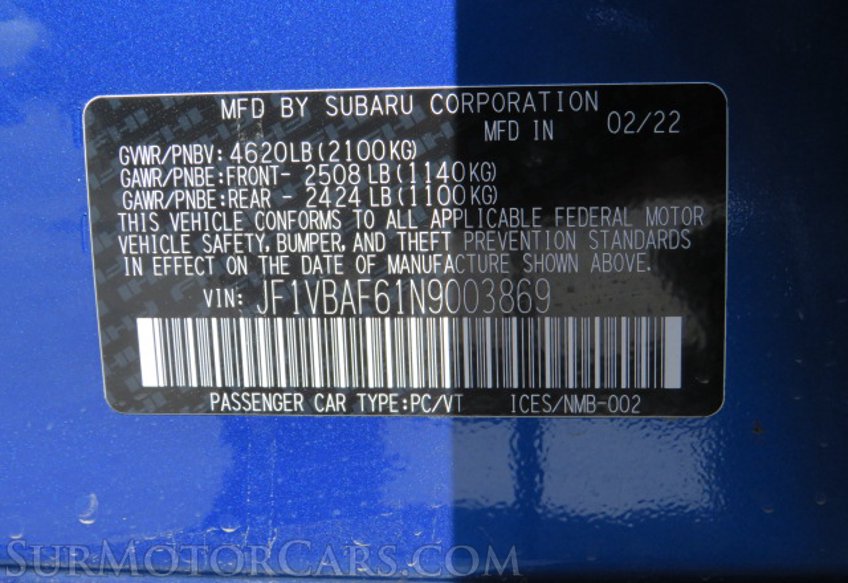 MFD BY SUBARU CORPORATION
MFD IN 02/22
GVWR/PNBV: 4620LB(2100KG)
GAWR/PNBE:FRONT- 2508 LB(1140KG)
GAWR/PNBE:REAR - 2424 LB(1100KG)
THIS VEHICLE CONFORMS TO ALL APPLICABLE FEDERAL MOTOR
VEHICLE SAFETY, BUMPER, AND THEFT PREVENTION STANDARDS
IN EFFECT ON THE DATE OF MANUFACTURE SHOWN ABOVE.
VIN: JF1VBAF61N9003869
PASSENGER CAR TYPE:PC/VT ICES/NMB-002
SurMotorCars.com